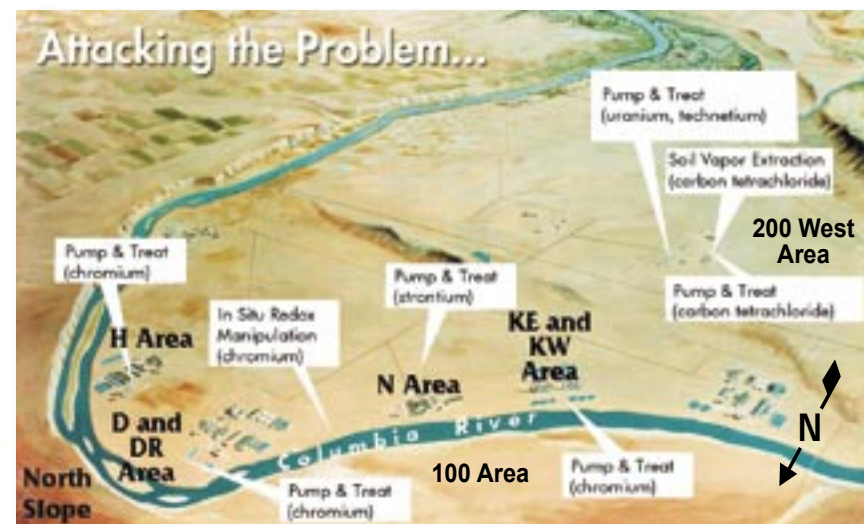 Attacking the Problem...
Pump & Treat
(uranium, technetium)
Soil Vapor Extraction
(carbon tetrachloride)
200 West
Area
Pump & Treat
(carbon tetrachloride)
Pump & Treat
(chromium)
H Area
In Situ Redox
Manipulation
(chromium)
Pump & Treat
(strontium)
N Area
KE and
KW
Area
D and
DR
Area
Columbia River
N
North
Slope
100 Area
Pump & Treat
(chromium)
Pump & Treat
(chromium)